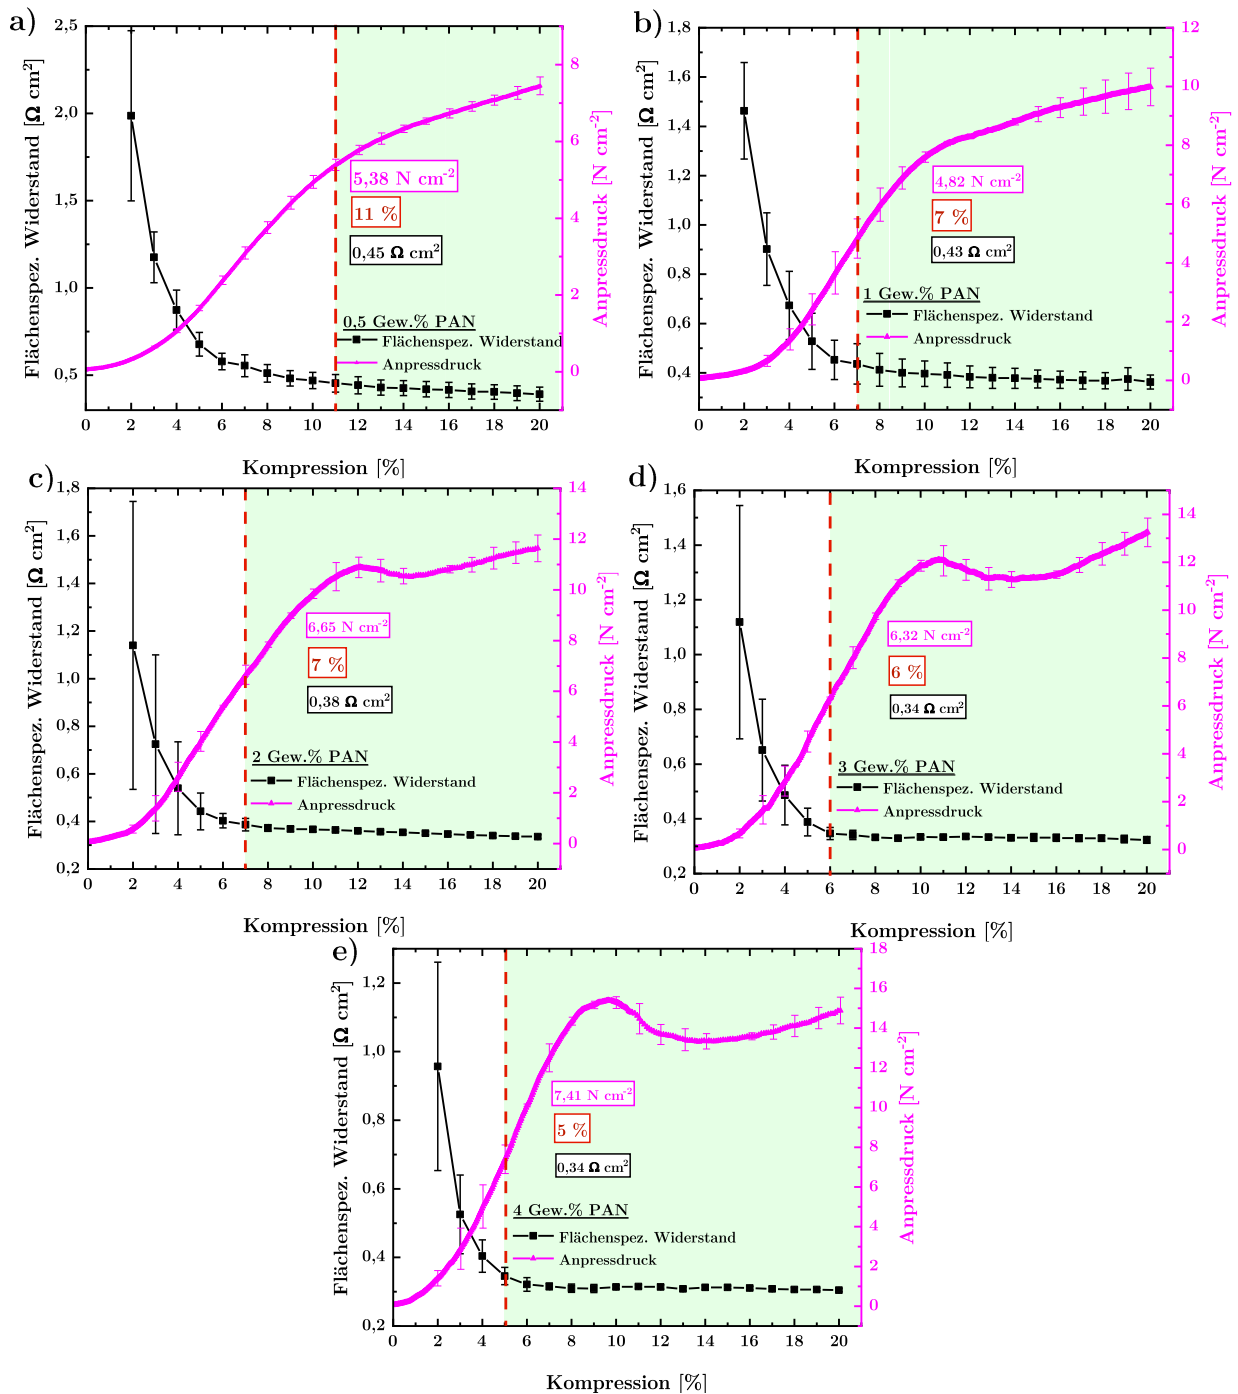 a)
Flächenspez. Widerstand [Ω cm²]
2,5
2,0
1,5
1,0
0,5
8
6
4
2
0
Anpressdruck [N cm⁻²]
5,38 N cm⁻²
11 %
0,45 Ω cm²
0,5 Gew.% PAN
Flächenspez. Widerstand
Anpressdruck
0 2 4 6 8 10 12 14 16 18 20
Kompression [%]
b)
Flächenspez. Widerstand [Ω cm²]
1,8
1,6
1,4
1,2
1,0
0,8
0,6
0,4
12
10
8
6
4
2
0
Anpressdruck [N cm⁻²]
4,82 N cm⁻²
7 %
0,43 Ω cm²
1 Gew.% PAN
Flächenspez. Widerstand
Anpressdruck
0 2 4 6 8 10 12 14 16 18 20
Kompression [%]
c)
Flächenspez. Widerstand [Ω cm²]
1,8
1,6
1,4
1,2
1,0
0,8
0,6
0,4
0,2
14
12
10
8
6
4
2
0
Anpressdruck [N cm⁻²]
6,65 N cm⁻²
7 %
0,38 Ω cm²
2 Gew.% PAN
Flächenspez. Widerstand
Anpressdruck
0 2 4 6 8 10 12 14 16 18 20
Kompression [%]
d)
Flächenspez. Widerstand [Ω cm²]
1,6
1,4
1,2
1,0
0,8
0,6
0,4
0,2
14
12
10
8
6
4
2
0
Anpressdruck [N cm⁻²]
6,32 N cm⁻²
6 %
0,34 Ω cm²
3 Gew.% PAN
Flächenspez. Widerstand
Anpressdruck
0 2 4 6 8 10 12 14 16 18 20
Kompression [%]
e)
Flächenspez. Widerstand [Ω cm²]
1,2
1,0
0,8
0,6
0,4
0,2
18
16
14
12
10
8
6
4
2
0
Anpressdruck [N cm⁻²]
7,41 N cm⁻²
5 %
0,34 Ω cm²
4 Gew.% PAN
Flächenspez. Widerstand
Anpressdruck
0 2 4 6 8 10 12 14 16 18 20
Kompression [%]